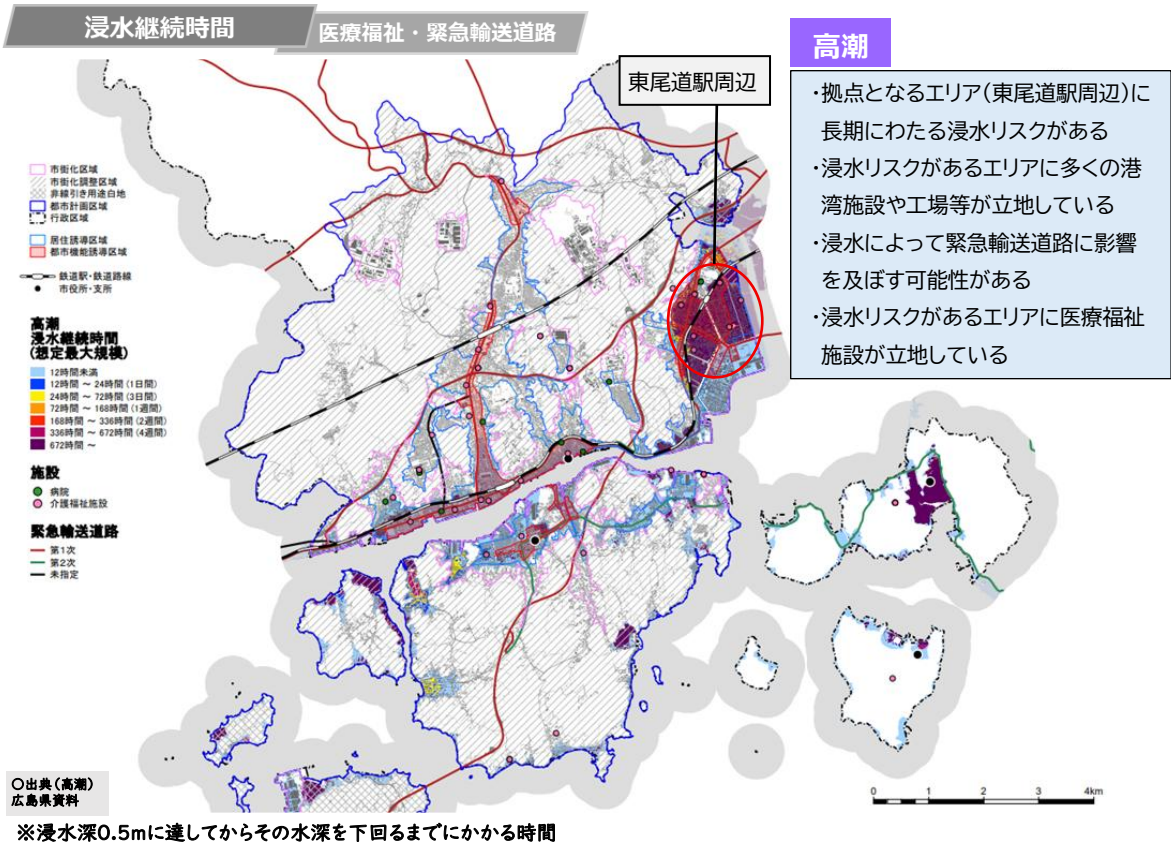 浸水継続時間
医療福祉・緊急輸送道路
高潮
・拠点となるエリア(東尾道駅周辺)に
長期にわたる浸水リスクがある
・浸水リスクがあるエリアに多くの港
湾施設や工場等が立地している
・浸水によって緊急輸送道路に影響
を及ぼす可能性がある
・浸水リスクがあるエリアに医療福祉
施設が立地している
東尾道駅周辺
市街化区域
市街化調整区域
非線引き用途白地
都市計画区域
行政区域
居住誘導区域
都市機能誘導区域
鉄道駅・鉄道路線
市役所・支所
高潮
浸水継続時間
(想定最大規模)
12時間未満
12時間 ~ 24時間 (1日間)
24時間 ~ 72時間 (3日間)
72時間 ~ 168時間 (1週間)
168時間 ~ 336時間 (2週間)
336時間 ~ 672時間 (4週間)
672時間 ~
施設
病院
介護福祉施設
緊急輸送道路
第1次
第2次
未指定
0 1 2 3 4km
○出典(高潮)
広島県資料
※浸水深0.5mに達してからその水深を下回るまでにかかる時間